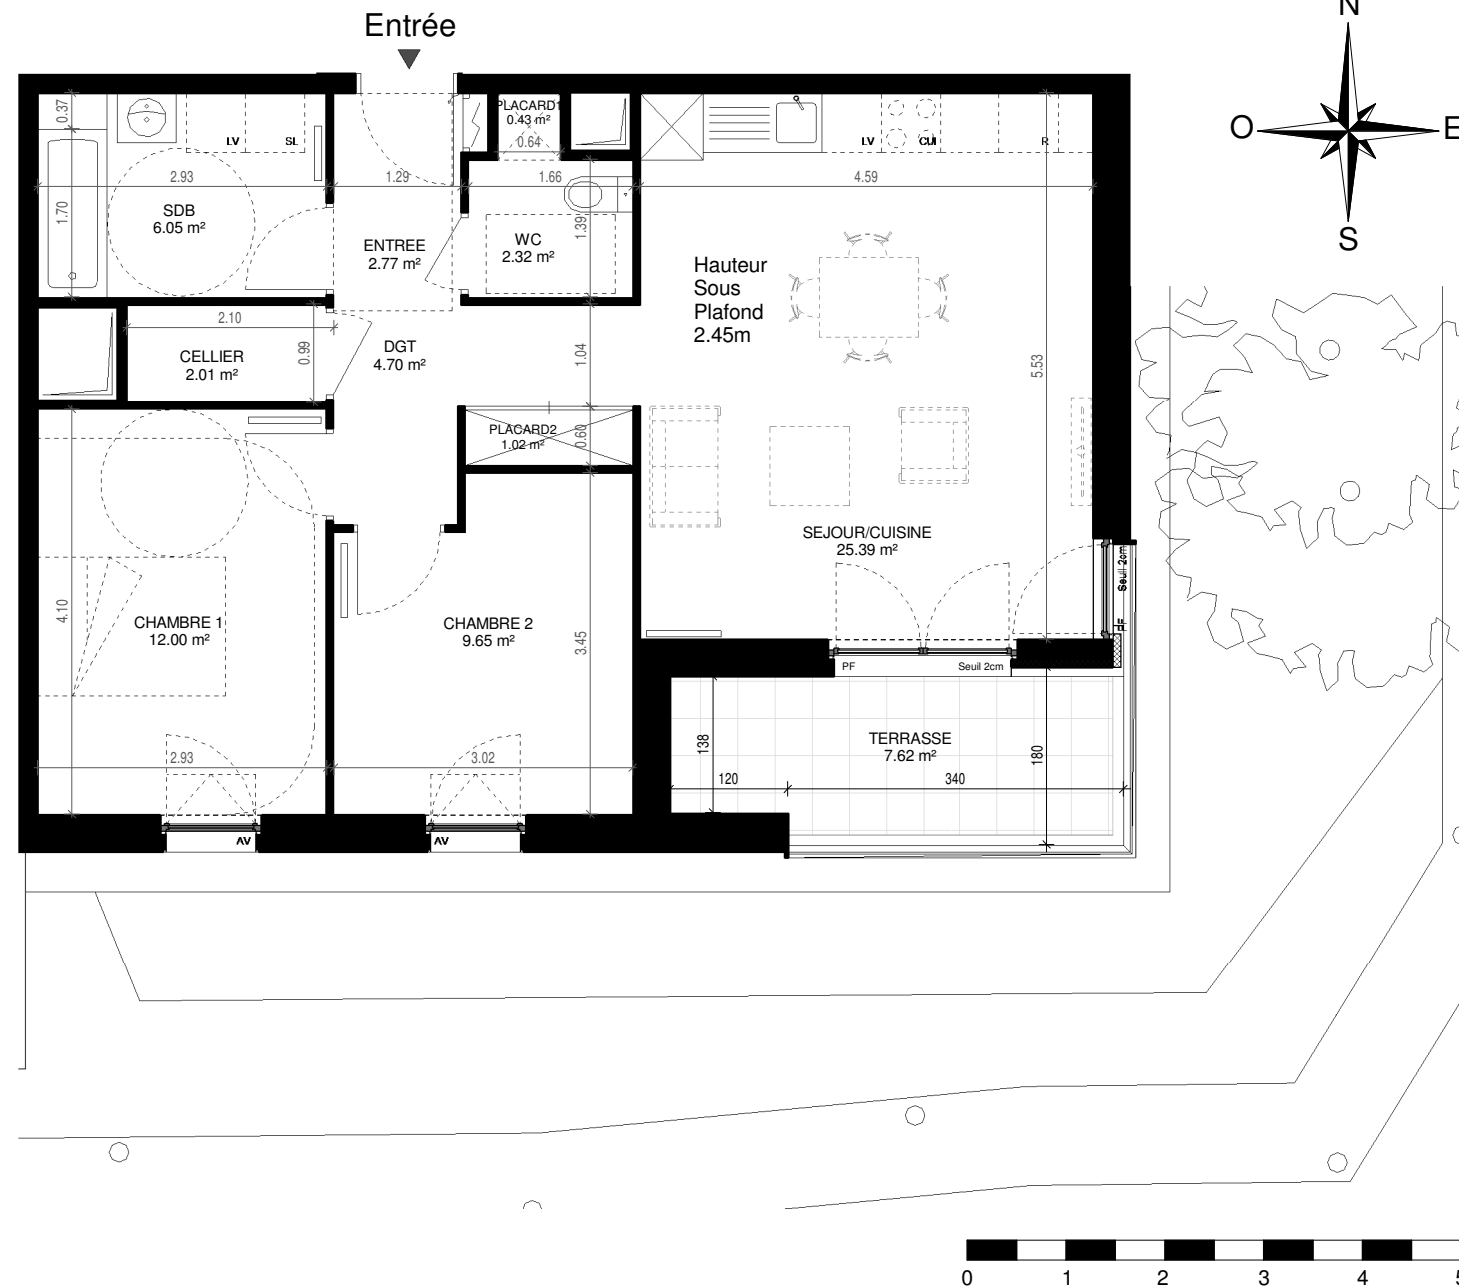 Entrée
N
O
E
S
0.37
PLACARD1
0.43 m²
0.64
LV
SL
LV
CUI
R
2.93
1.29
1.66
4.59
1.70
SDB
6.05 m²
1.39
ENTREE
2.77 m²
WC
2.32 m²
Hauteur
Sous
Plafond
2.45m
2.10
0.99
CELLIER
2.01 m²
DGT
4.70 m²
1.04
5.53
PLACARD2
1.02 m²
0.60
SEJOUR/CUISINE
25.39 m²
Seuil 2cm
PF
4.10
CHAMBRE 1
12.00 m²
CHAMBRE 2
9.65 m²
3.45
PF
Seuil 2cm
138
TERRASSE
7.62 m²
180
2.93
3.02
120
340
AV
AV
0 1 2 3 4 5